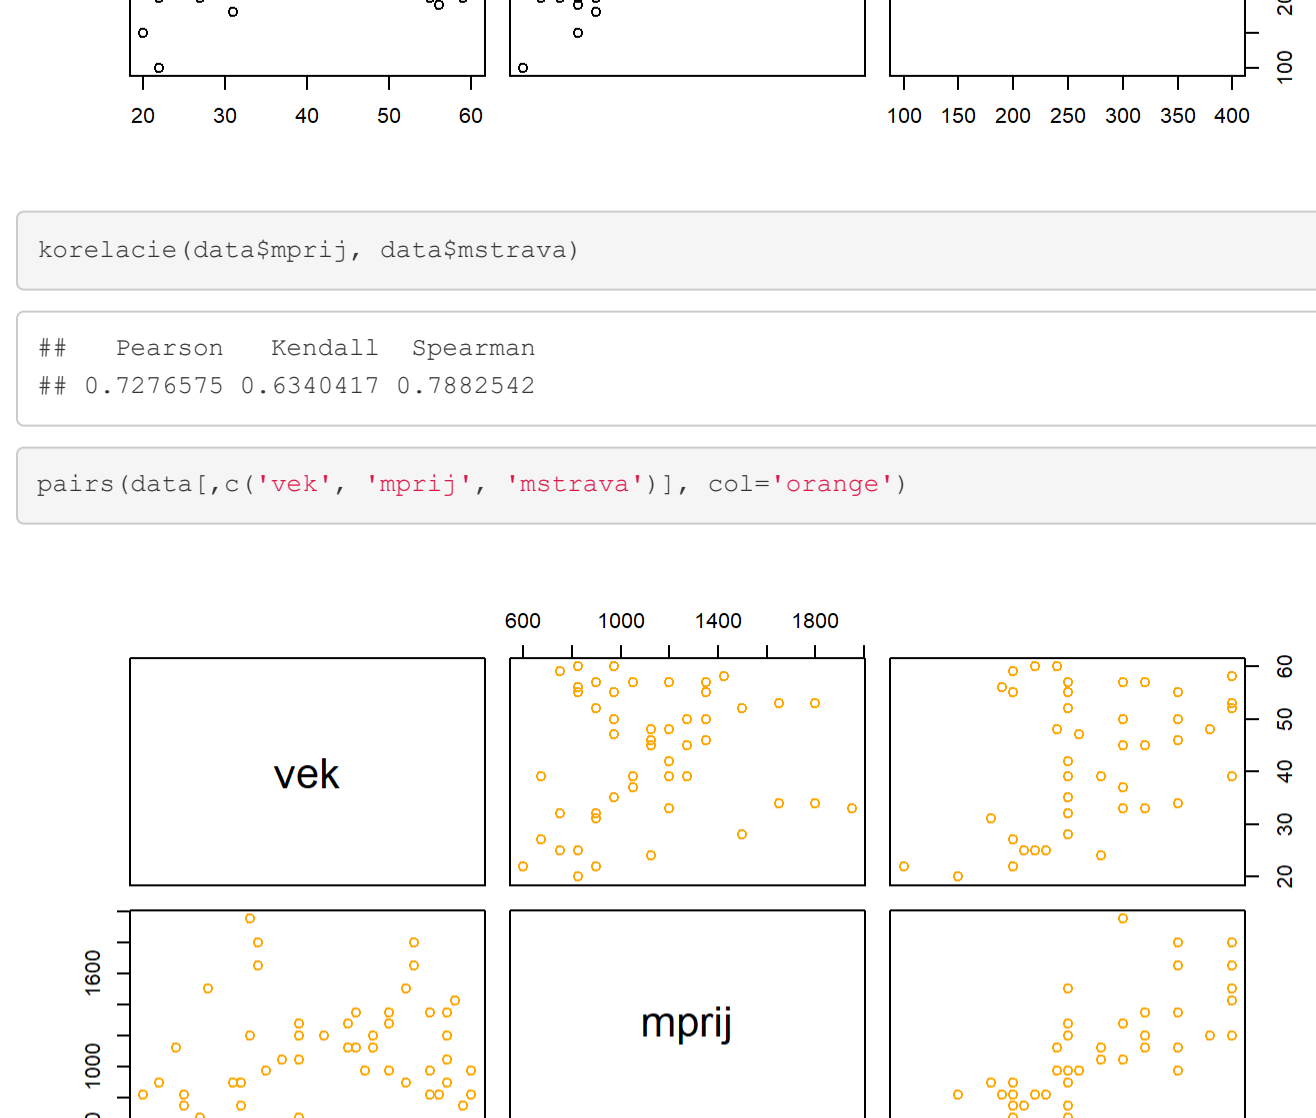 100
20 30 40 50 60 100 150 200 250 300 350 400
korelacie(data$mprij, data$mstrava)
##   Pearson   Kendall  Spearman
## 0.7276575 0.6340417 0.7882542
pairs(data[,c('vek', 'mprij', 'mstrava')], col='orange')
600 1000 1400 1800
vek
60
50
40
30
20
1600
1000
mprij